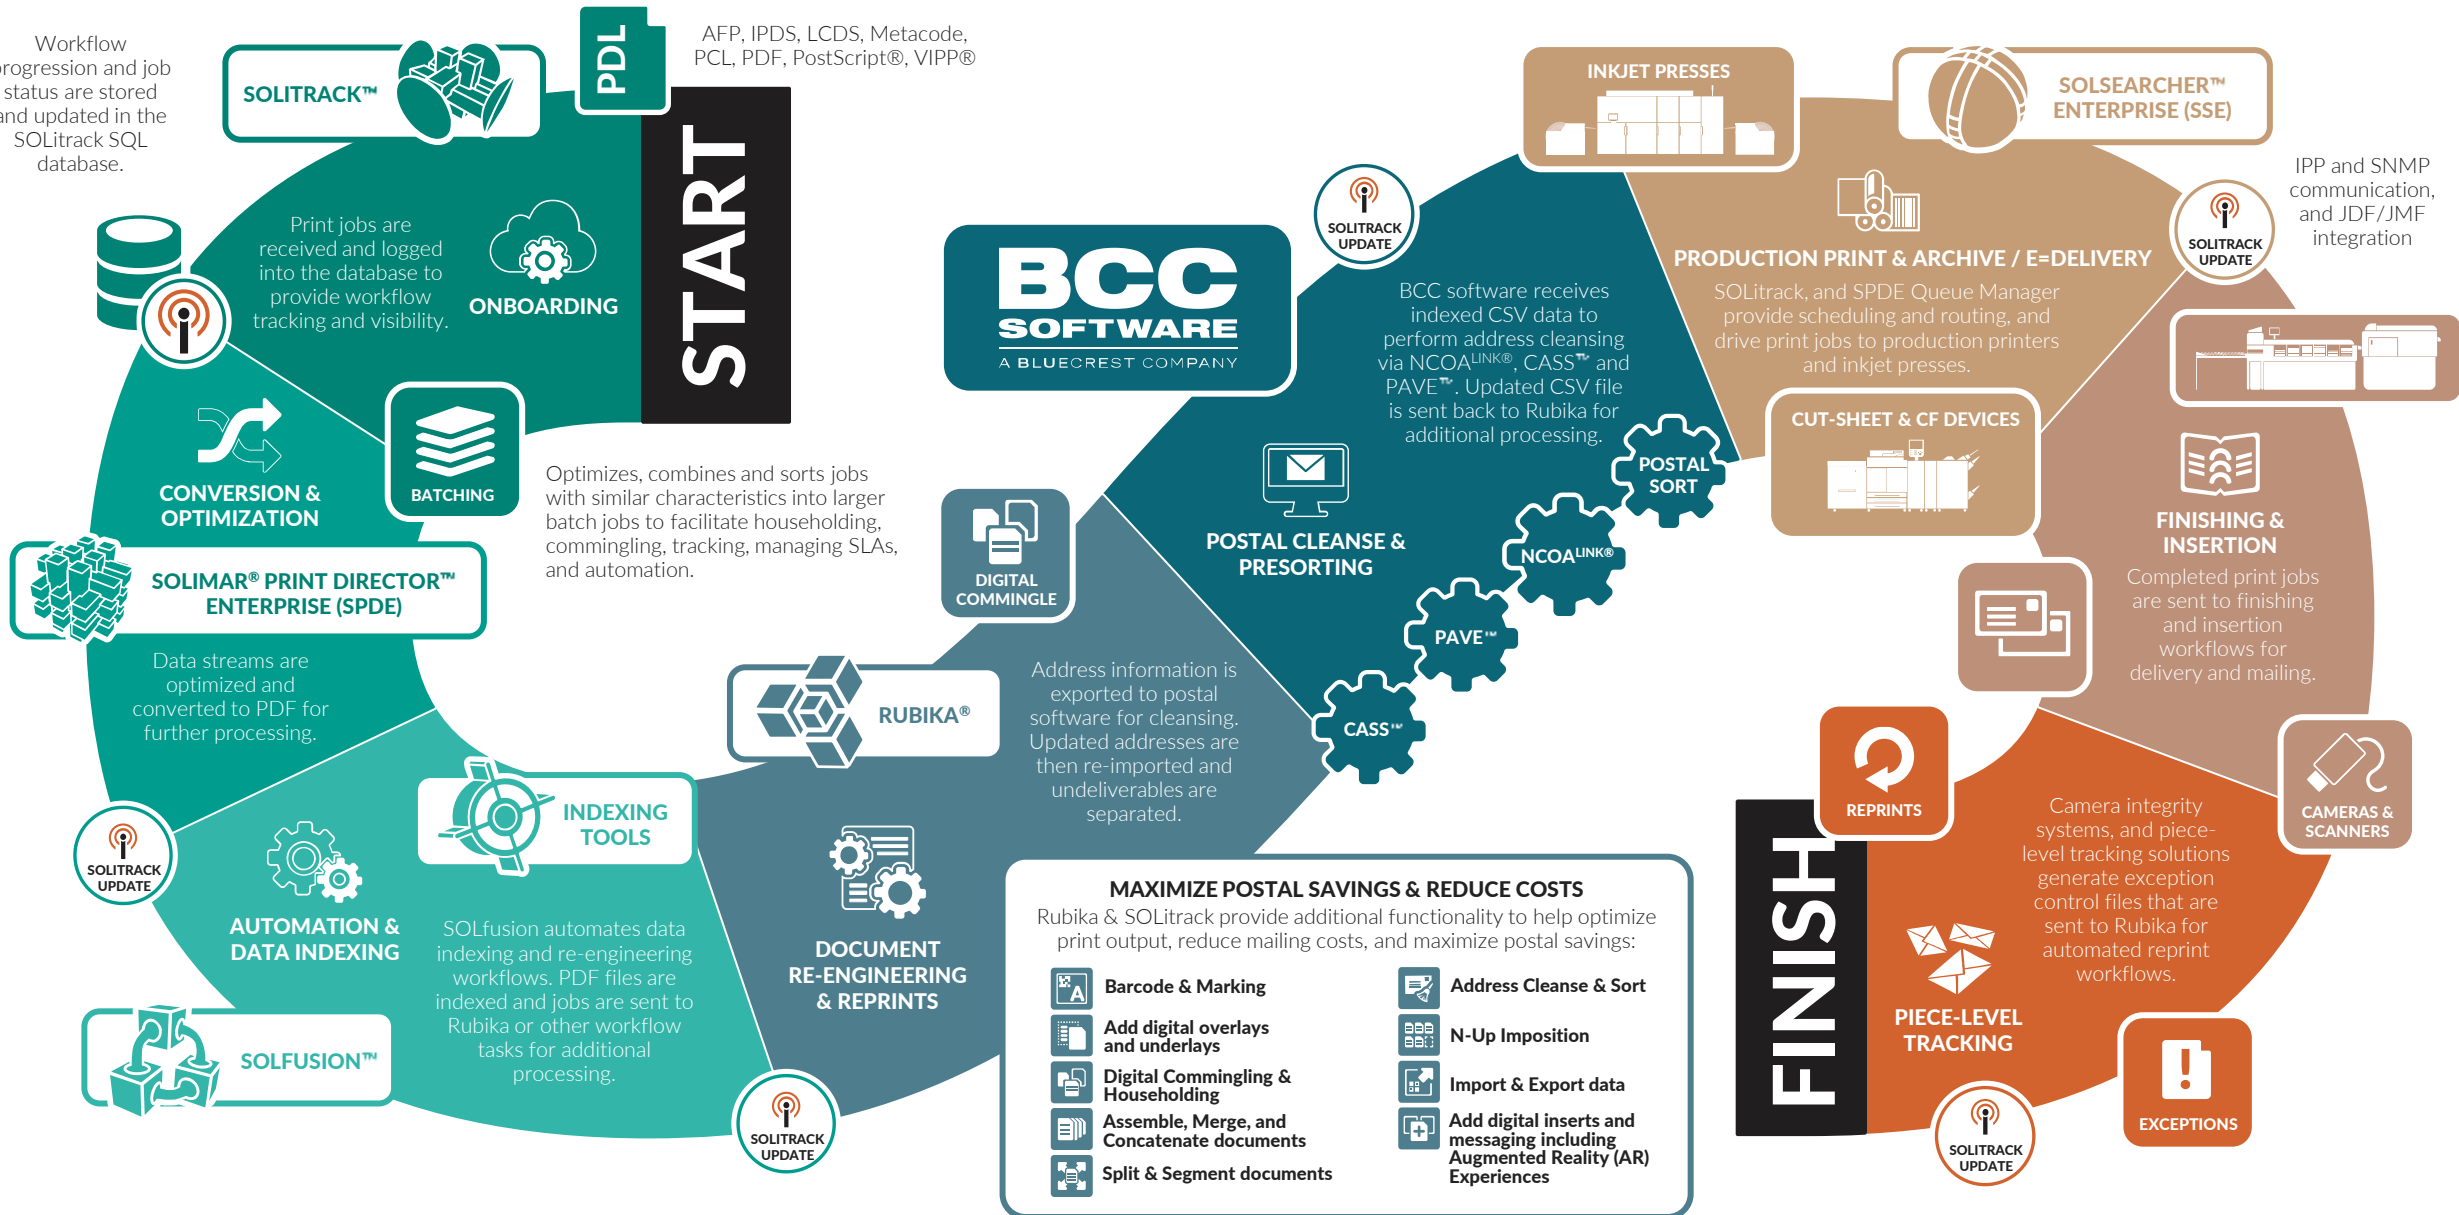 Workflow
progression and job
status are stored
and updated in the
SOLitrack SQL
database.
SOLITRACK™
PDL
AFP, IPDS, LCDS, Metacode,
PCL, PDF, PostScript®, VIPP®
START
Print jobs are
received and logged
into the database to
provide workflow
tracking and visibility.
ONBOARDING
BATCHING
Optimizes, combines and sorts jobs
with similar characteristics into larger
batch jobs to facilitate householding,
commingling, tracking, managing SLAs,
and automation.
CONVERSION &
OPTIMIZATION
SOLIMAR® PRINT DIRECTOR™
ENTERPRISE (SPDE)
Data streams are
optimized and
converted to PDF for
further processing.
SOLITRACK
UPDATE
AUTOMATION &
DATA INDEXING
INDEXING
TOOLS
SOLfusion automates data
indexing and re-engineering
workflows. PDF files are
indexed and jobs are sent to
Rubika or other workflow
tasks for additional
processing.
SOLFUSION™
SOLITRACK
UPDATE
RUBIKA®
DIGITAL
COMMINGLE
Address information is
exported to postal
software for cleansing.
Updated addresses are
then re-imported and
undeliverables are
separated.
DOCUMENT
RE-ENGINEERING
& REPRINTS
BCC
SOFTWARE
A BLUECREST COMPANY
SOLITRACK
UPDATE
BCC software receives
indexed CSV data to
perform address cleansing
via NCOALINK®, CASS™ and
PAVE™. Updated CSV file
is sent back to Rubika for
additional processing.
POSTAL CLEANSE &
PRESORTING
POSTAL
SORT
NCOALINK®
PAVE™
CASS™
MAXIMIZE POSTAL SAVINGS & REDUCE COSTS
Rubika & SOLitrack provide additional functionality to help optimize
print output, reduce mailing costs, and maximize postal savings:
Barcode & Marking
Add digital overlays
and underlays
Digital Commingling &
Householding
Assemble, Merge, and
Concatenate documents
Split & Segment documents
Address Cleanse & Sort
N-Up Imposition
Import & Export data
Add digital inserts and
messaging including
Augmented Reality (AR)
Experiences
INKJET PRESSES
SOLSEARCHER™
ENTERPRISE (SSE)
PRODUCTION PRINT & ARCHIVE / E=DELIVERY
SOLitrack, and SPDE Queue Manager
provide scheduling and routing, and
drive print jobs to production printers
and inkjet presses.
CUT-SHEET & CF DEVICES
SOLITRACK
UPDATE
IPP and SNMP
communication,
and JDF/JMF
integration
FINISHING &
INSERTION
Completed print jobs
are sent to finishing
and insertion
workflows for
delivery and mailing.
CAMERAS &
SCANNERS
REPRINTS
Camera integrity
systems, and piece-
level tracking solutions
generate exception
control files that are
sent to Rubika for
automated reprint
workflows.
PIECE-LEVEL
TRACKING
EXCEPTIONS
SOLITRACK
UPDATE
FINISH